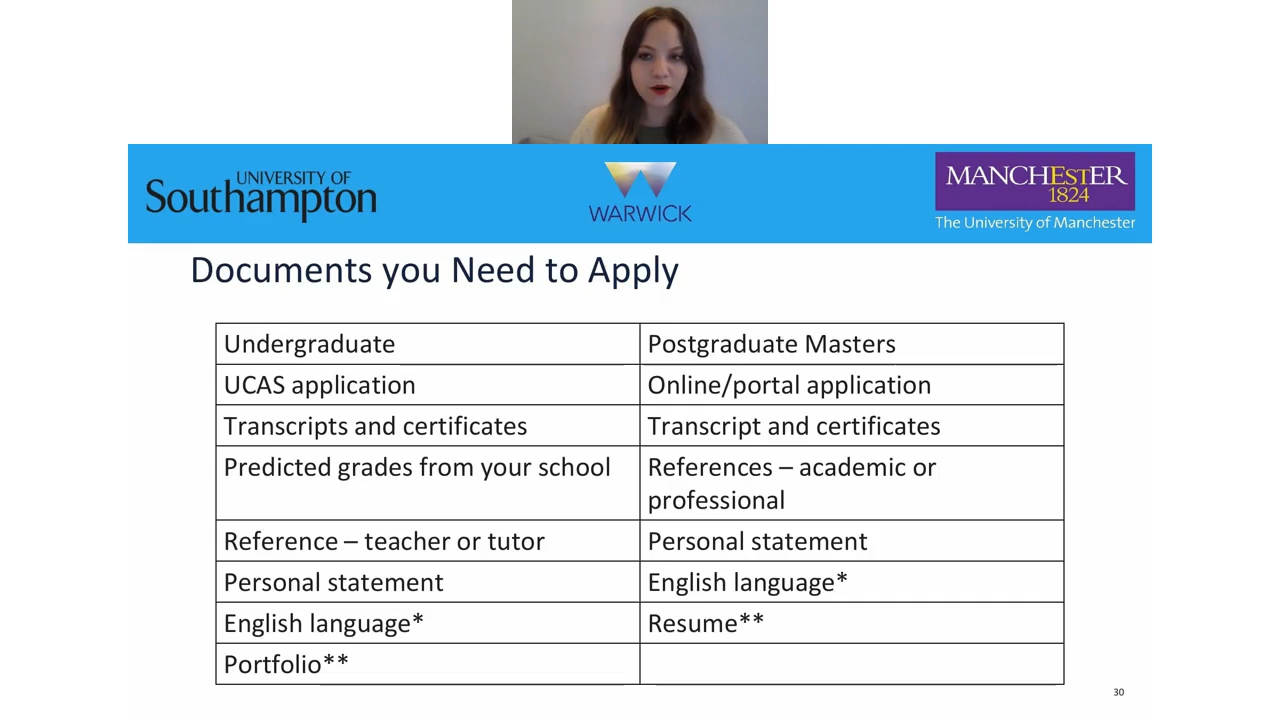 UNIVERSITY OF
Southampton
WARWICK
MANCHESTER
1824
The University of Manchester
Documents you Need to Apply
Undergraduate
Postgraduate Masters
UCAS application
Online/portal application
Transcripts and certificates
Transcript and certificates
Predicted grades from your school
References – academic or
professional
Reference – teacher or tutor
Personal statement
Personal statement
English language*
English language*
Resume**
Portfolio**
30